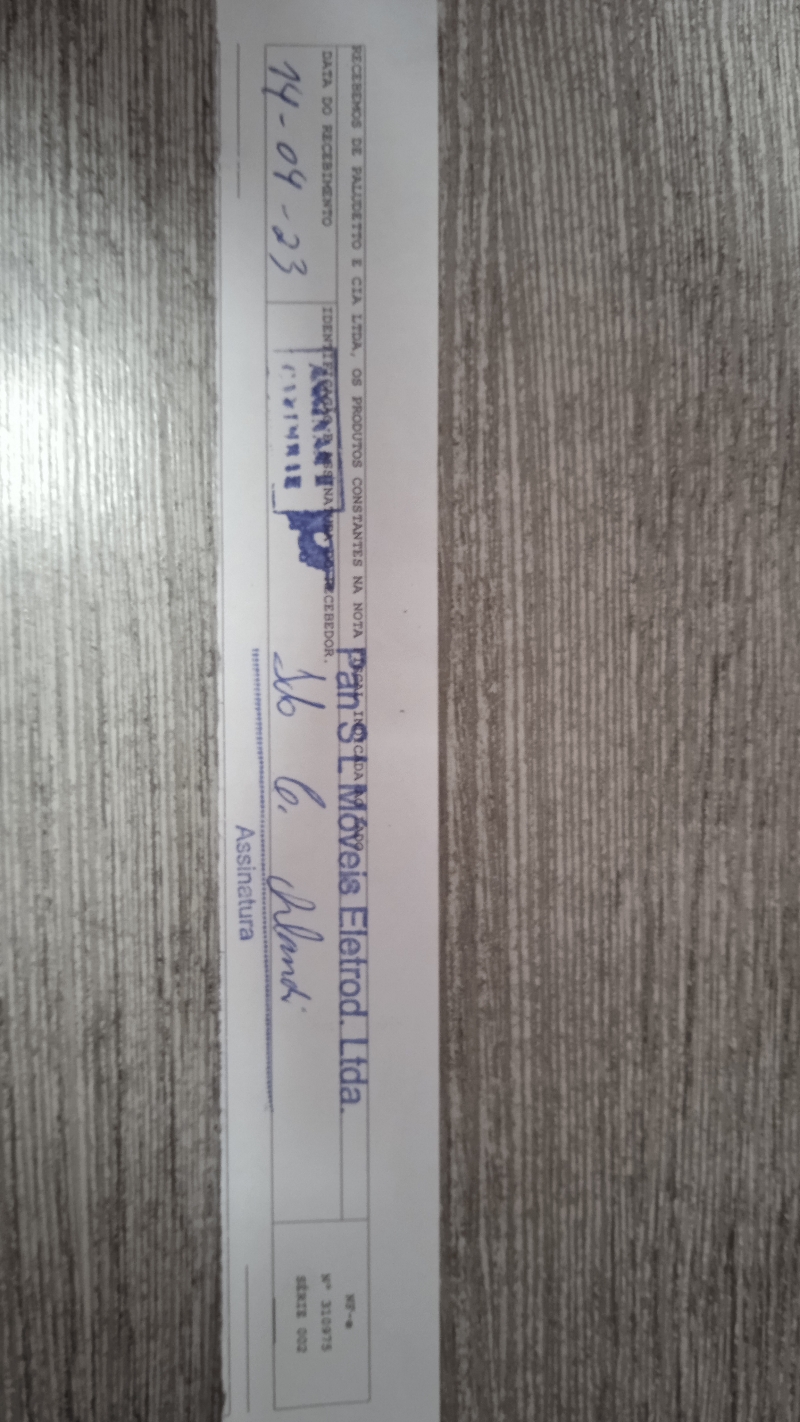 RECEBEMOS DE PALUDETTO E CIA LTDA, OS PRODUTOS CONSTANTES NA NOTA FISCAL INDICADA AO LADO
DATA DO RECEBIMENTO
IDENTIFICAÇÃO E ASSINATURA DO RECEBEDOR.
14-04-23
Pan S L Móveis Eletrod. Ltda.
Assinatura
NF-e
N° 310975
SÉRIE 002